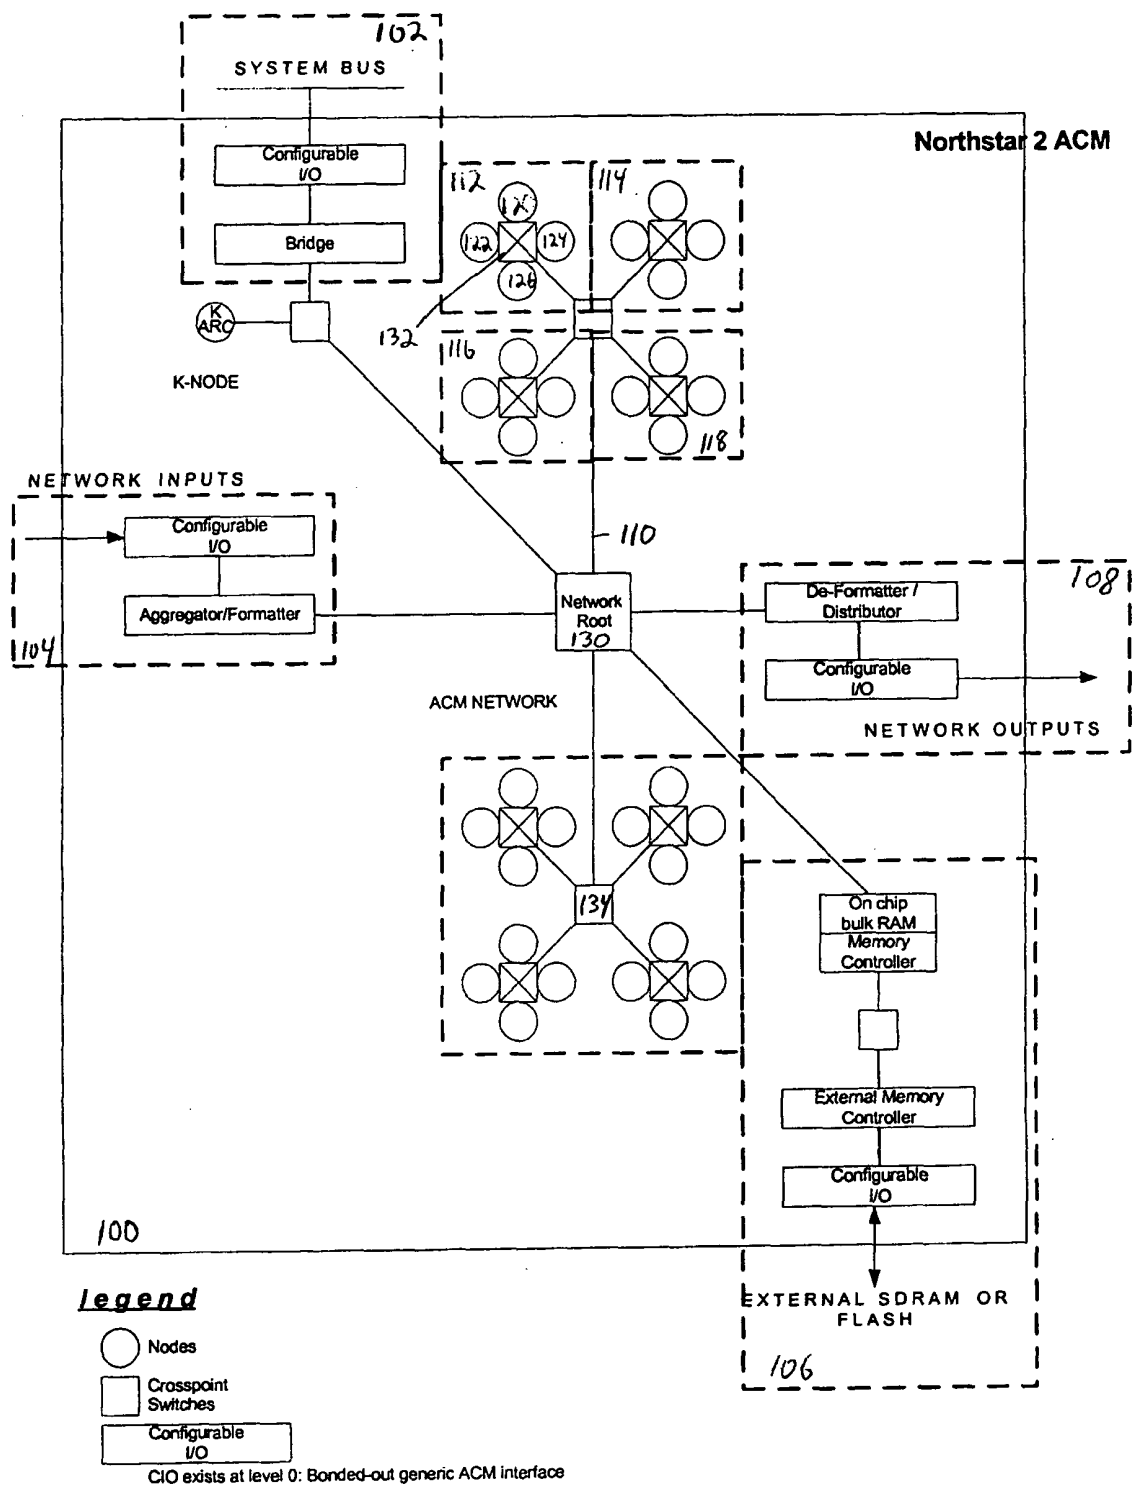 102
SYSTEM BUS
Configurable
I/O
Bridge
Northstar 2 ACM
112
114
120
122
124
126
132
116
118
K
ARC
K-NODE
NETWORK INPUTS
Configurable
I/O
Aggregator/Formatter
104
110
Network
Root
130
108
De-Formatter /
Distributor
Configurable
I/O
NETWORK OUTPUTS
ACM NETWORK
134
On chip
bulk RAM
Memory
Controller
External Memory
Controller
Configurable
I/O
100
EXTERNAL SDRAM OR
FLASH
106
legend
Nodes
Crosspoint
Switches
Configurable
I/O
CIO exists at level 0: Bonded-out generic ACM interface